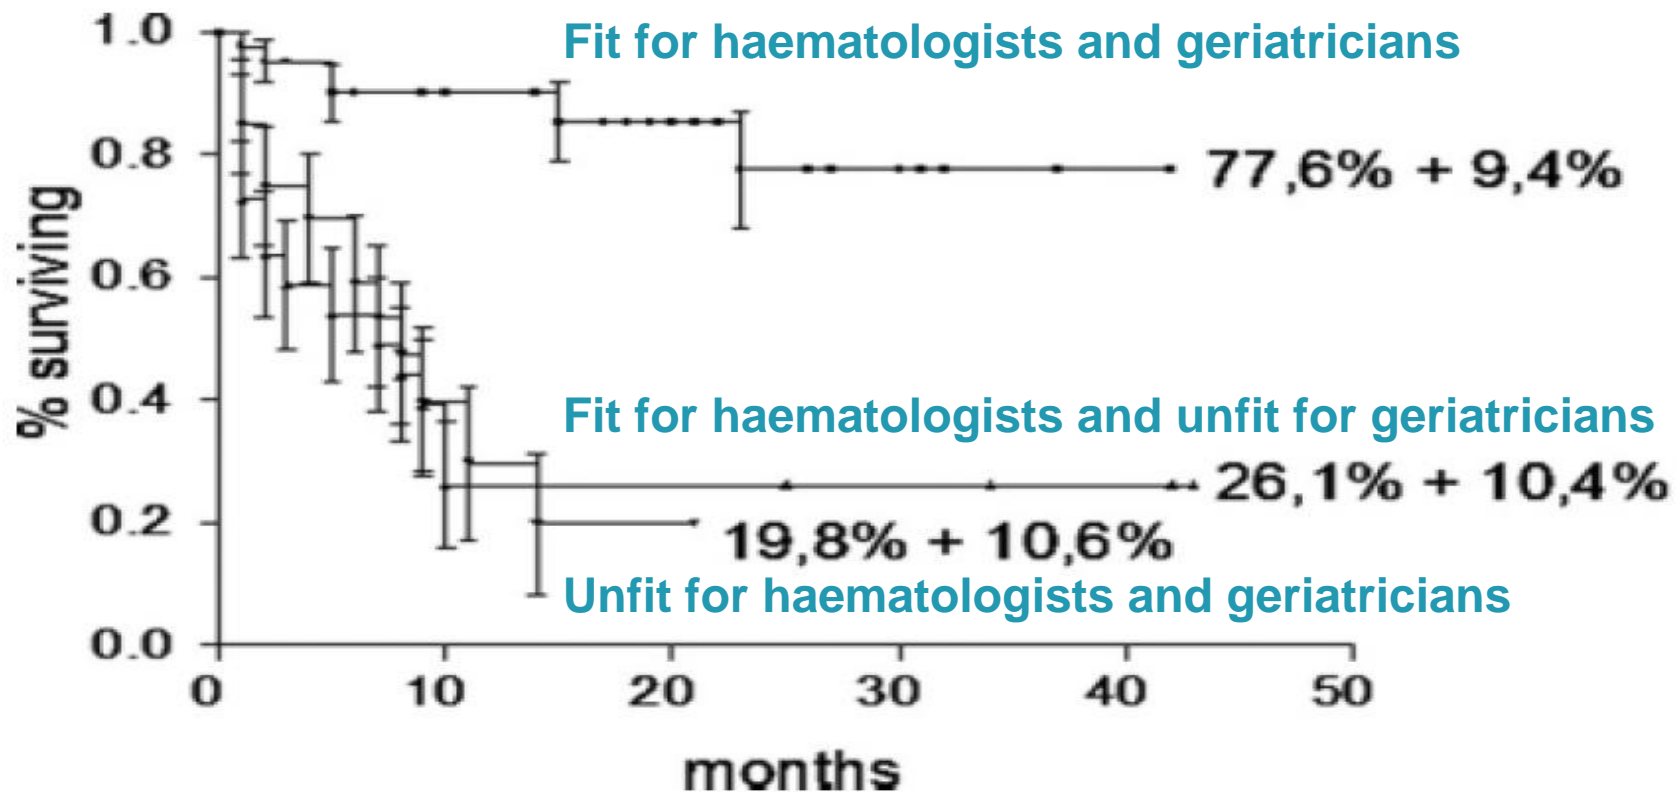 1.0
Fit for haematologists and geriatricians
0.8
77,6% + 9,4%
% surviving
0.6
0.4
Fit for haematologists and unfit for geriatricians
26,1% + 10,4%
0.2
19,8% + 10,6%
Unfit for haematologists and geriatricians
0.0
0 10 20 30 40 50
months